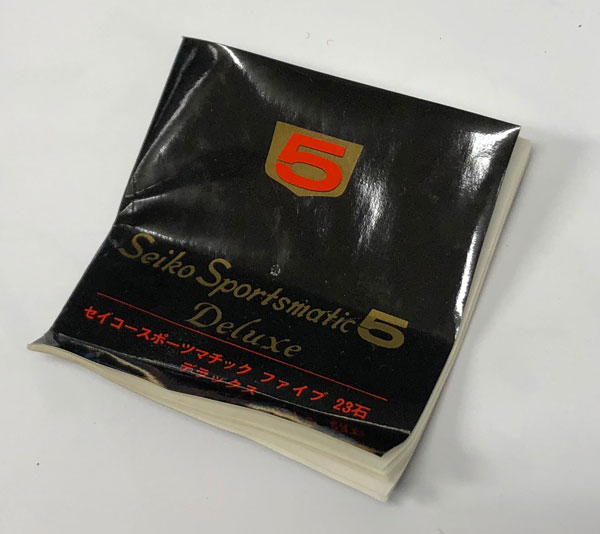 5
Seiko Sportsmatic 5
Deluxe
セイコースポーツマチック ファイブ 23石
デラックス